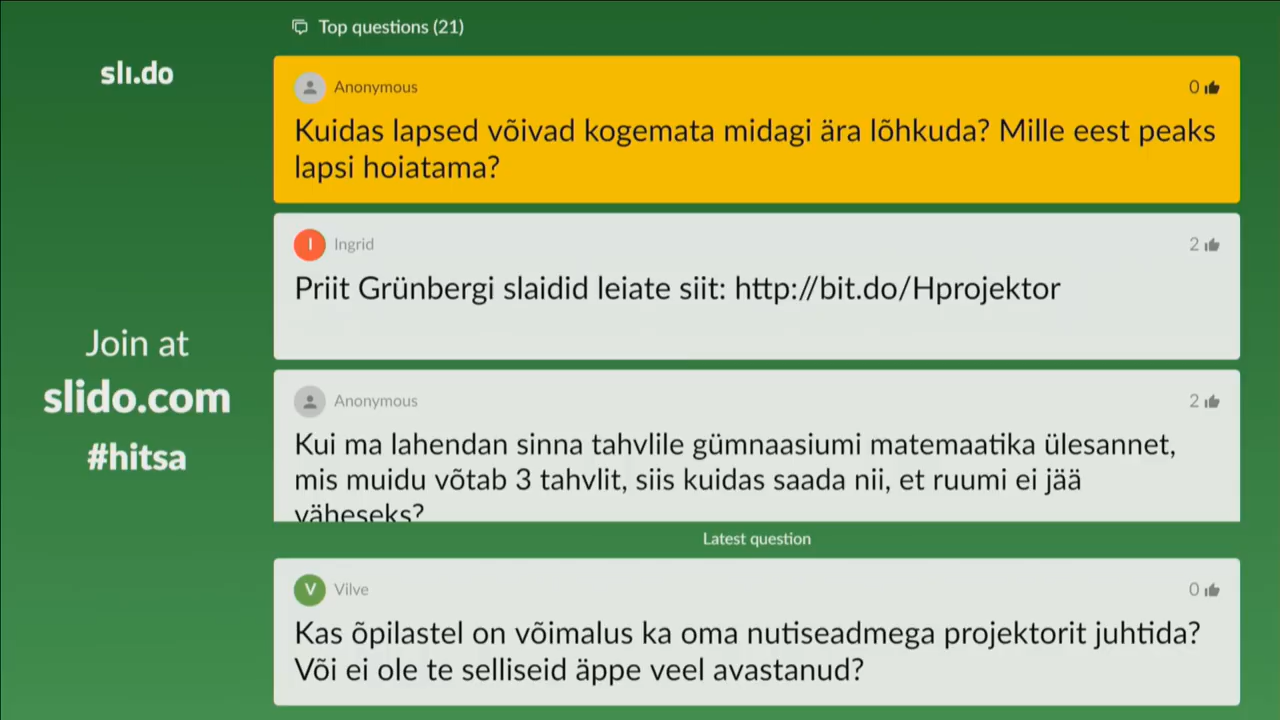 Top questions (21)
sli.do
Anonymous
0
Kuidas lapsed võivad kogemata midagi ära lõhkuda? Mille eest peaks
lapsi hoiatama?
I
Ingrid
2
Priit Grünbergi slaidid leiate siit: http://bit.do/Hprojektor
Join at
slido.com
#hitsa
Anonymous
2
Kui ma lahendan sinna tahvlile gümnaasiumi matemaatika ülesannet,
mis muidu võtab 3 tahvlit, siis kuidas saada nii, et ruumi ei jää
väheseks?
Latest question
V
Vilve
0
Kas õpilastel on võimalus ka oma nutiseadmega projektorit juhtida?
Või ei ole te selliseid äppe veel avastanud?